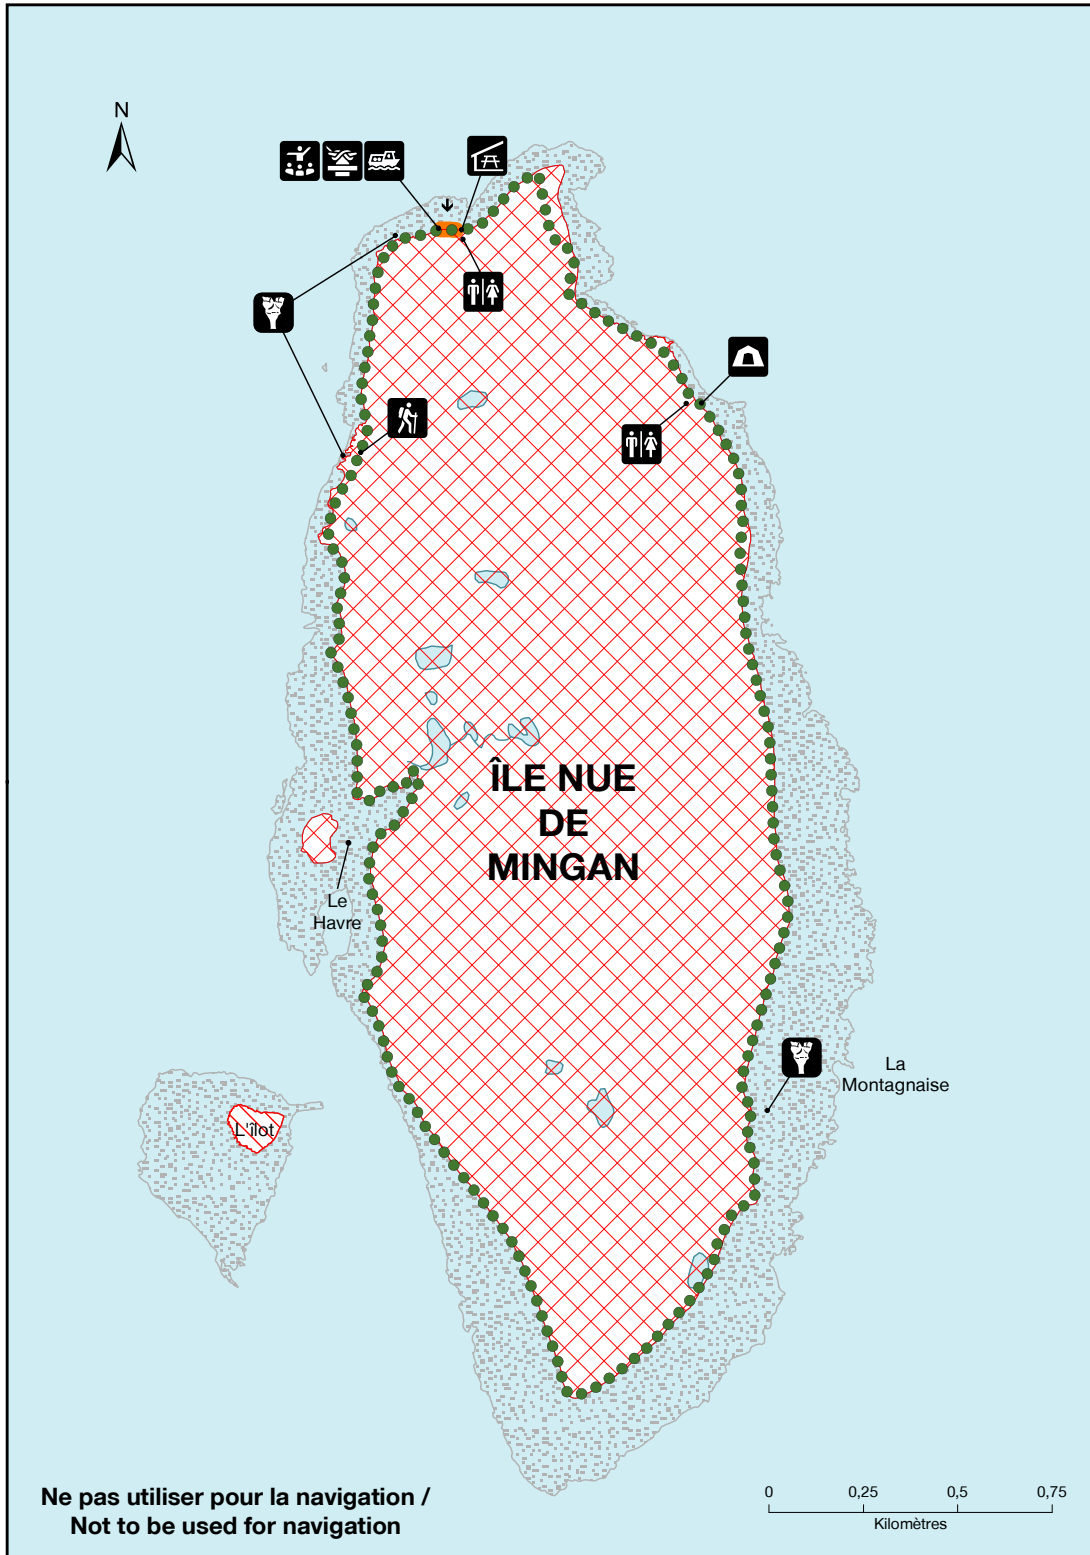 N
ÎLE NUE
DE
MINGAN
Le
Havre
La
Montagnaise
L'îlot
Ne pas utiliser pour la navigation /
Not to be used for navigation
0 0,25 0,5 0,75
Kilomètres